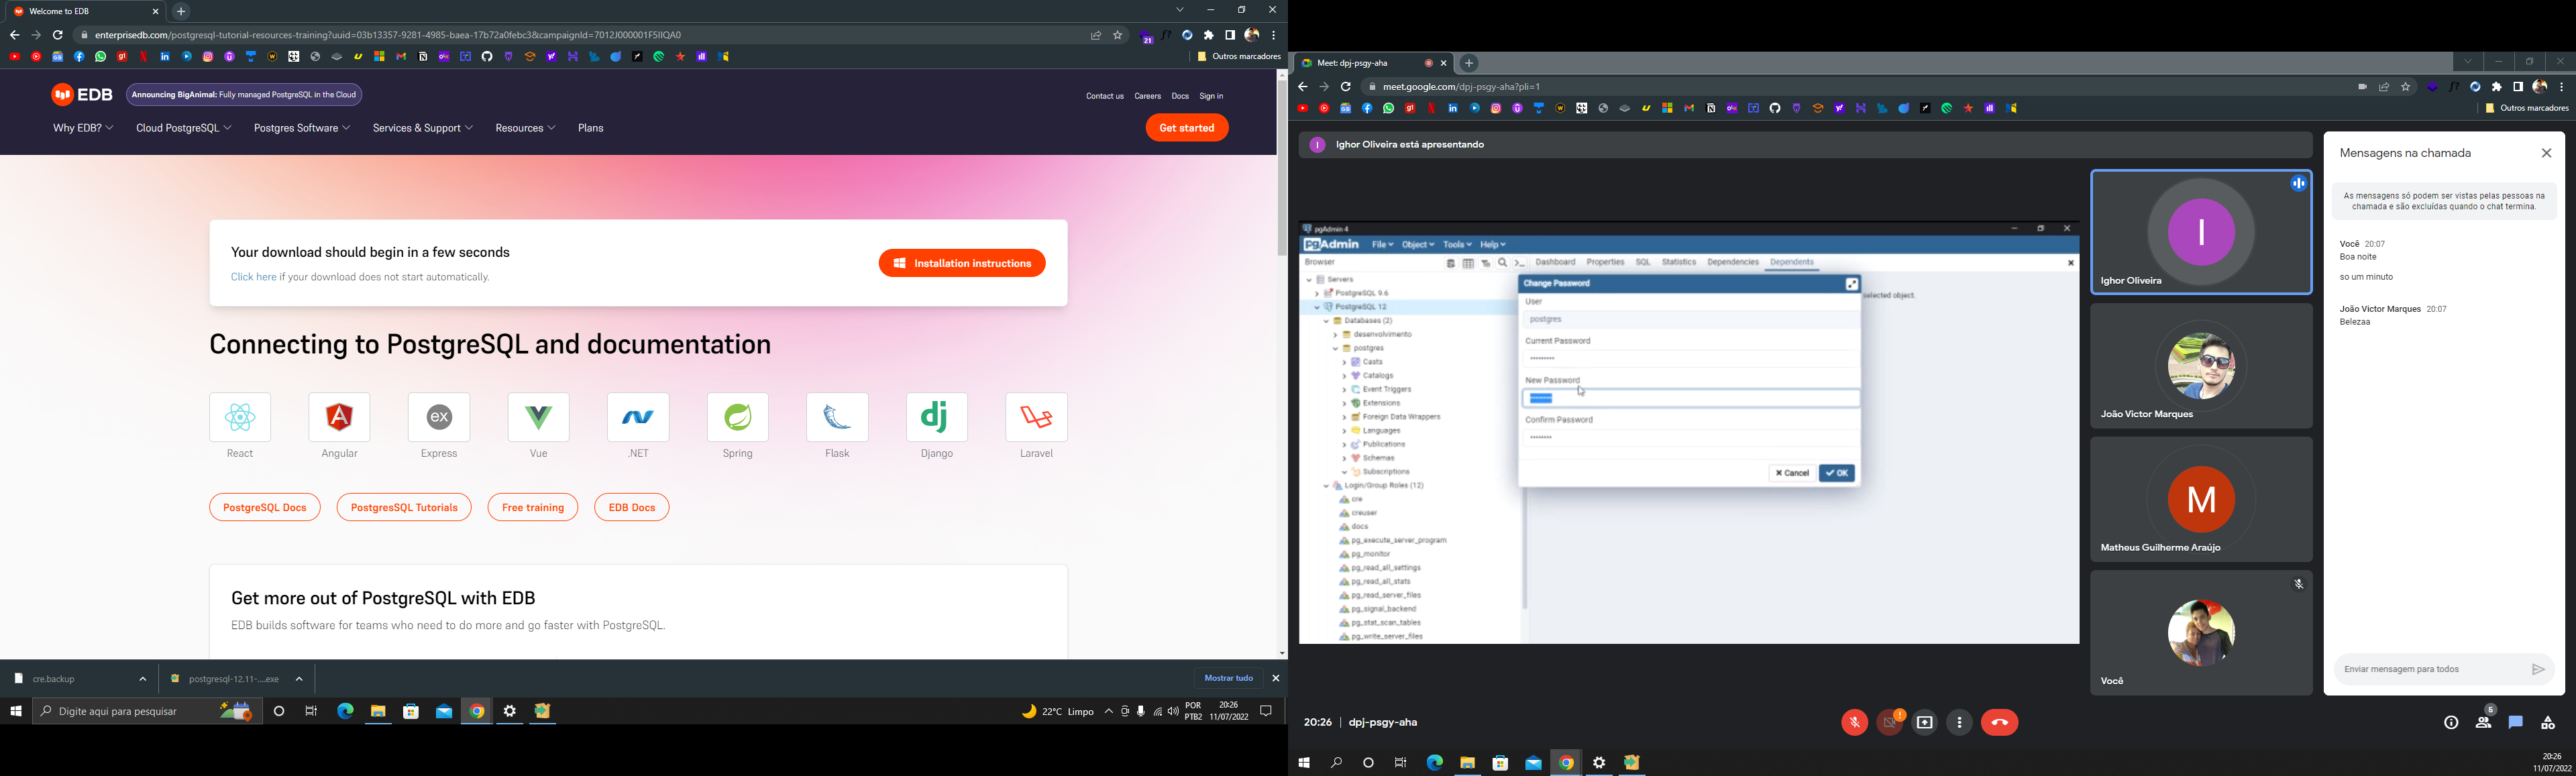 Welcome to EDB
enterprisedb.com/postgresql-tutorial-resources-training?uuid=03b13357-9281-4985-baea-17b72a0febc3&campaignId=7012J000001F5IIQA0
21
Outros marcadores
EDB
Announcing BigAnimal: Fully managed PostgreSQL in the Cloud
Contact us Careers Docs Sign in
Why EDB? Cloud PostgreSQL Postgres Software Services & Support Resources Plans
Get started
Your download should begin in a few seconds
Click here if your download does not start automatically.
Installation instructions
Connecting to PostgreSQL and documentation
ex
dj
React Angular Express Vue .NET Spring Flask Django Laravel
PostgreSQL Docs PostgresSQL Tutorials Free training EDB Docs
Get more out of PostgreSQL with EDB
EDB builds software for teams who need to do more and go faster with PostgreSQL.
cre.backup
postgresql-12.11-....exe
Mostrar tudo
Digite aqui para pesquisar
22°C Limpo
POR
PTB2
20:26
11/07/2022
Meet: dpj-psgy-aha
meet.google.com/dpj-psgy-aha?pli=1
Outros marcadores
I
Ighor Oliveira está apresentando
pgAdmin 4
pgAdmin File Object Tools Help
Browser
Dashboard Properties SQL Statistics Dependencies Dependents
Servers
PostgreSQL 9.6
PostgreSQL 12
Databases (2)
desenvolvimento
postgres
Casts
Catalogs
Event Triggers
Extensions
Foreign Data Wrappers
Languages
Publications
Schemas
Subscriptions
Login/Group Roles (12)
cre
creuser
docs
pg_execute_server_program
pg_monitor
pg_read_all_settings
pg_read_all_stats
pg_read_server_files
pg_signal_backend
pg_stat_scan_tables
pg_write_server_files
selected object.
Change Password
User
postgres
Current Password
New Password
Confirm Password
Cancel
OK
I
Ighor Oliveira
João Victor Marques
M
Matheus Guilherme Araújo
Você
Mensagens na chamada
As mensagens só podem ser vistas pelas pessoas na
chamada e são excluídas quando o chat termina.
Você 20:07
Boa noite
so um minuto
João Victor Marques 20:07
Belezaa
Enviar mensagem para todos
20:26 | dpj-psgy-aha
5
20:26
11/07/2022